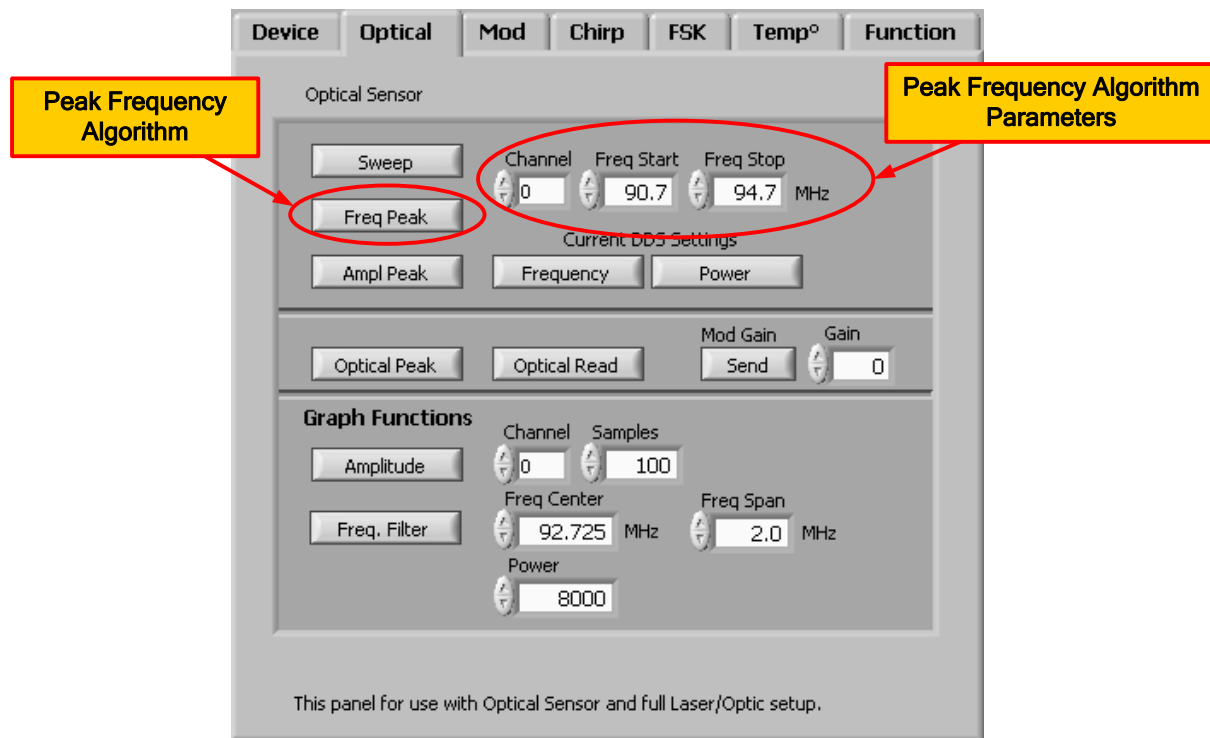 Device Optical Mod Chirp FSK Temp° Function
Peak Frequency
Algorithm
Optical Sensor
Peak Frequency Algorithm
Parameters
Sweep
Channel Freq Start Freq Stop
0 90.7 94.7 MHz
Freq Peak
Current DDS Settings
Ampl Peak Frequency Power
Mod Gain Gain
Optical Peak Optical Read Send 0
Graph Functions
Channel Samples
Amplitude 0 100
Freq Center Freq Span
Freq. Filter 92.725 MHz 2.0 MHz
Power
8000
This panel for use with Optical Sensor and full Laser/Optic setup.